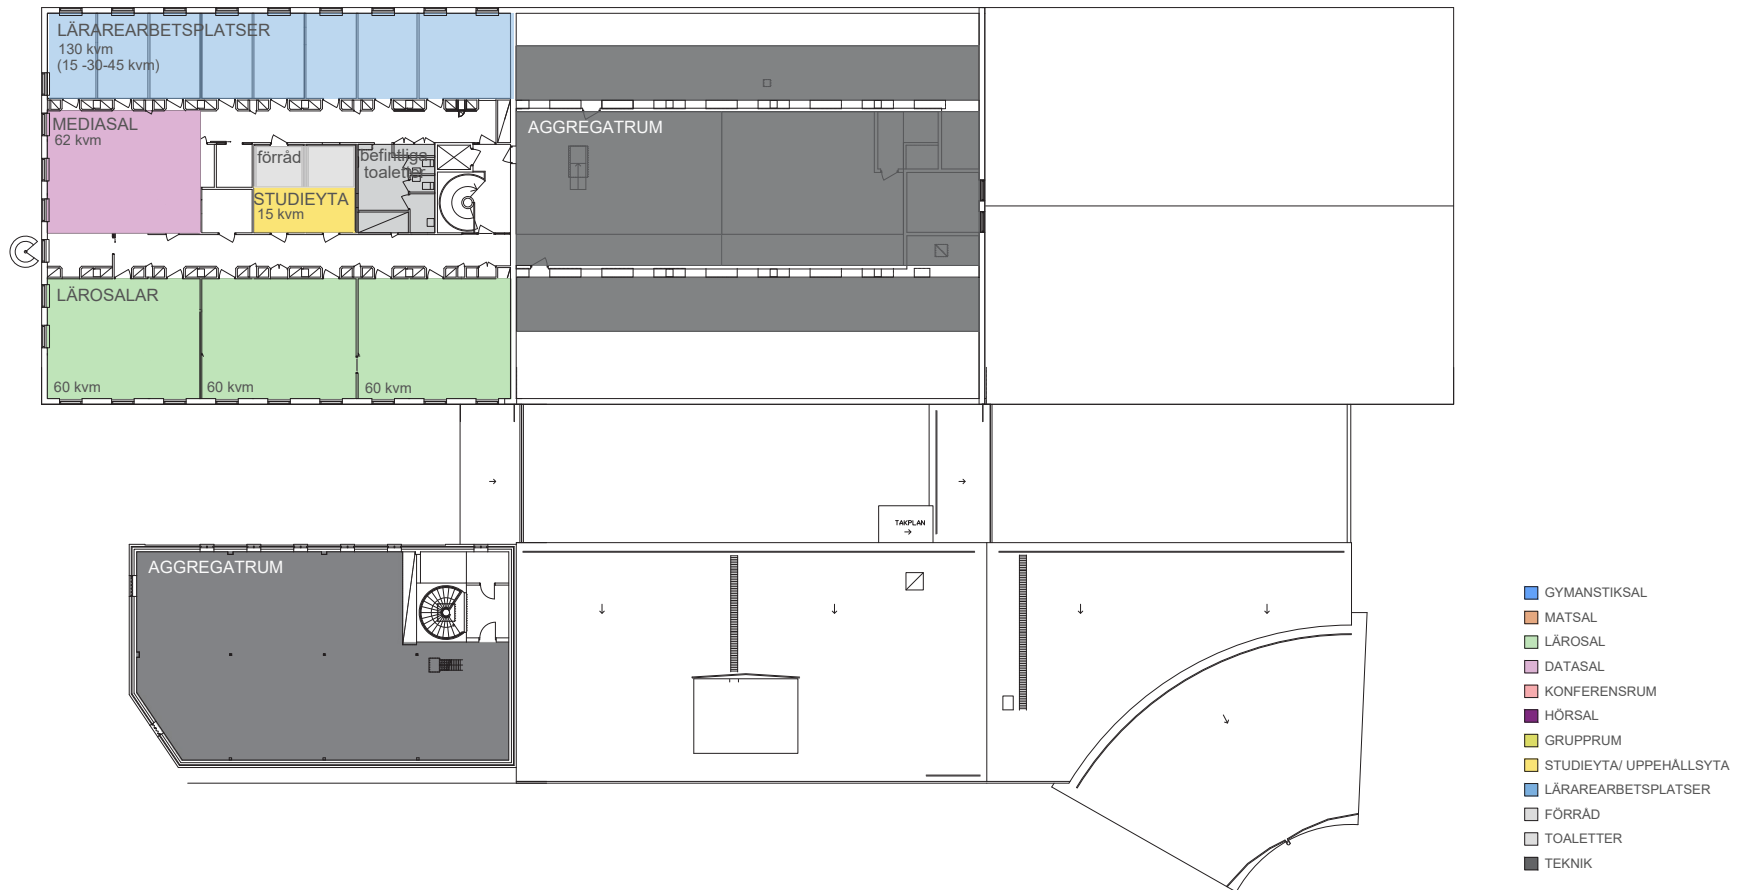 LÄRAREARBETSPLATSER
130 kvm
(15 -30-45 kvm)
MEDIASAL
62 kvm
förråd
befintliga
toaletter
STUDIEYTA
15 kvm
AGGREGATRUM
LÄROSALAR
60 kvm
60 kvm
60 kvm
TAKPLAN
AGGREGATRUM
GYMANSTIKSAL
MATSAL
LÄROSAL
DATASAL
KONFERENSRUM
HÖRSAL
GRUPPRUM
STUDIEYTA/ UPPEHÅLLSYTA
LÄRAREARBETSPLATSER
FÖRRÅD
TOALETTER
TEKNIK